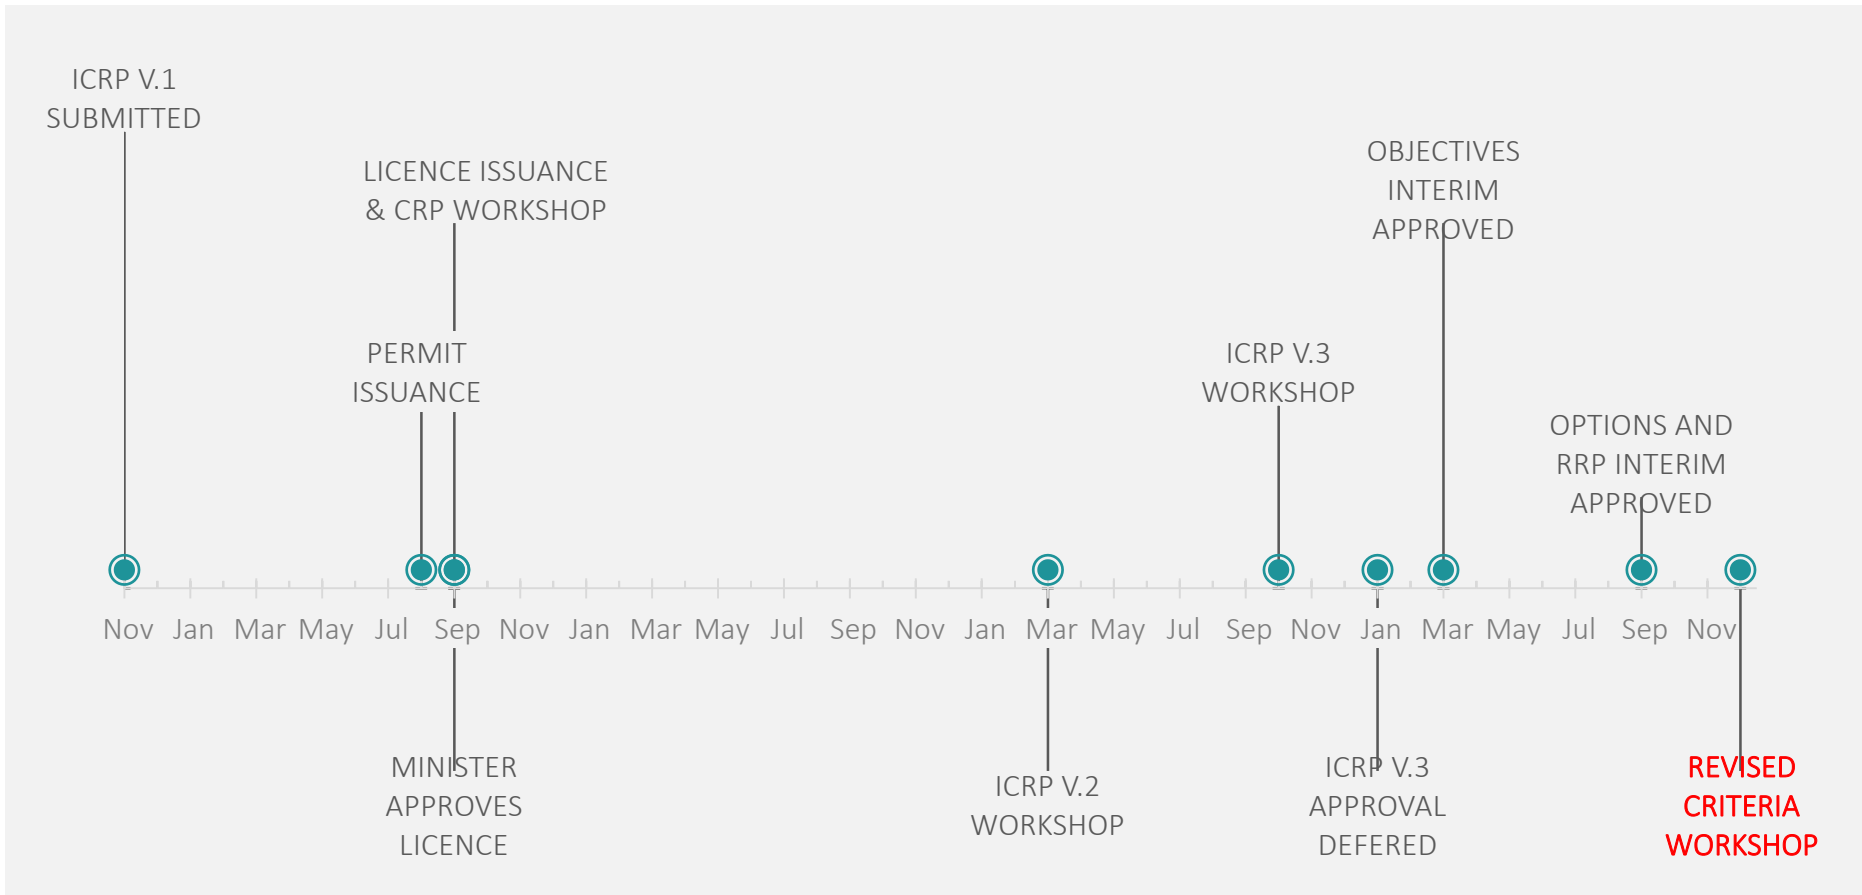 ICRP V.1
SUBMITTED
LICENCE ISSUANCE
& CRP WORKSHOP
OBJECTIVES
INTERIM
APPROVED
PERMIT
ISSUANCE
ICRP V.3
WORKSHOP
OPTIONS AND
RRP INTERIM
APPROVED
Nov Jan Mar May Jul Sep Nov Jan Mar May Jul Sep Nov Jan Mar May Jul Sep Nov Jan Mar May Jul Sep Nov
MINISTER
APPROVES
LICENCE
ICRP V.2
WORKSHOP
ICRP V.3
APPROVAL
DEFERED
REVISED
CRITERIA
WORKSHOP